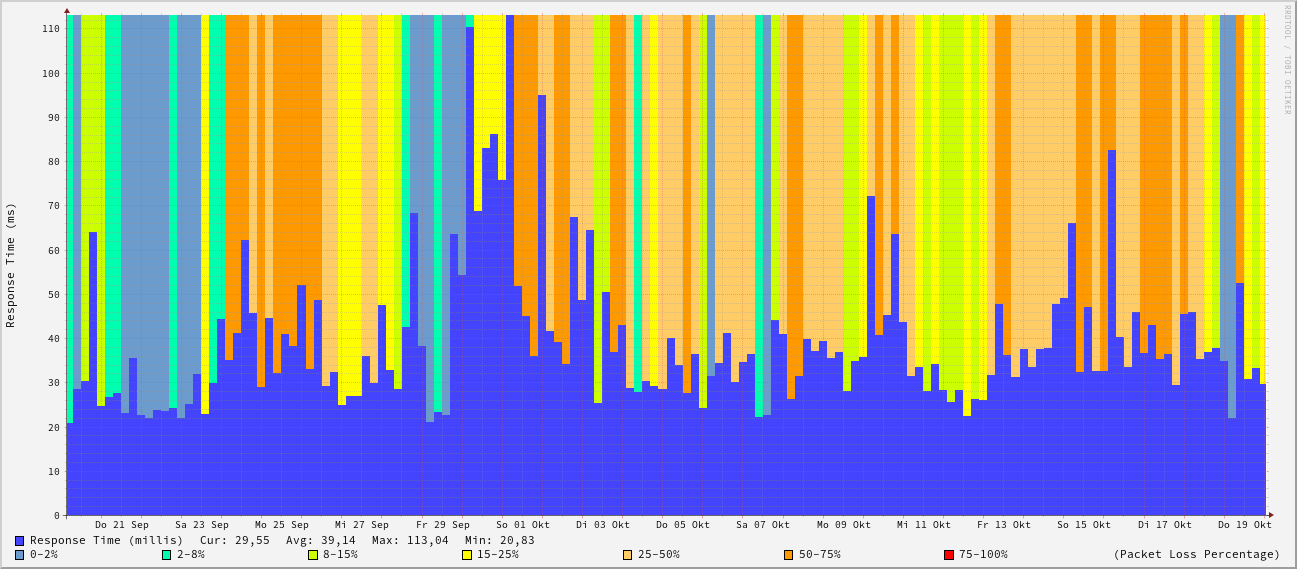 RRDTOOL / TOBI OETIKER
Response Time (ms)
110
100
90
80
70
60
50
40
30
20
10
0
Do 21 Sep Sa 23 Sep Mo 25 Sep Mi 27 Sep Fr 29 Sep So 01 Okt Di 03 Okt Do 05 Okt Sa 07 Okt Mo 09 Okt Mi 11 Okt Fr 13 Okt So 15 Okt Di 17 Okt Do 19 Okt
Response Time (millis) Cur: 29,55 Avg: 39,14 Max: 113,04 Min: 20,83
0-2% 2-8% 8-15% 15-25% 25-50% 50-75% 75-100% (Packet Loss Percentage)